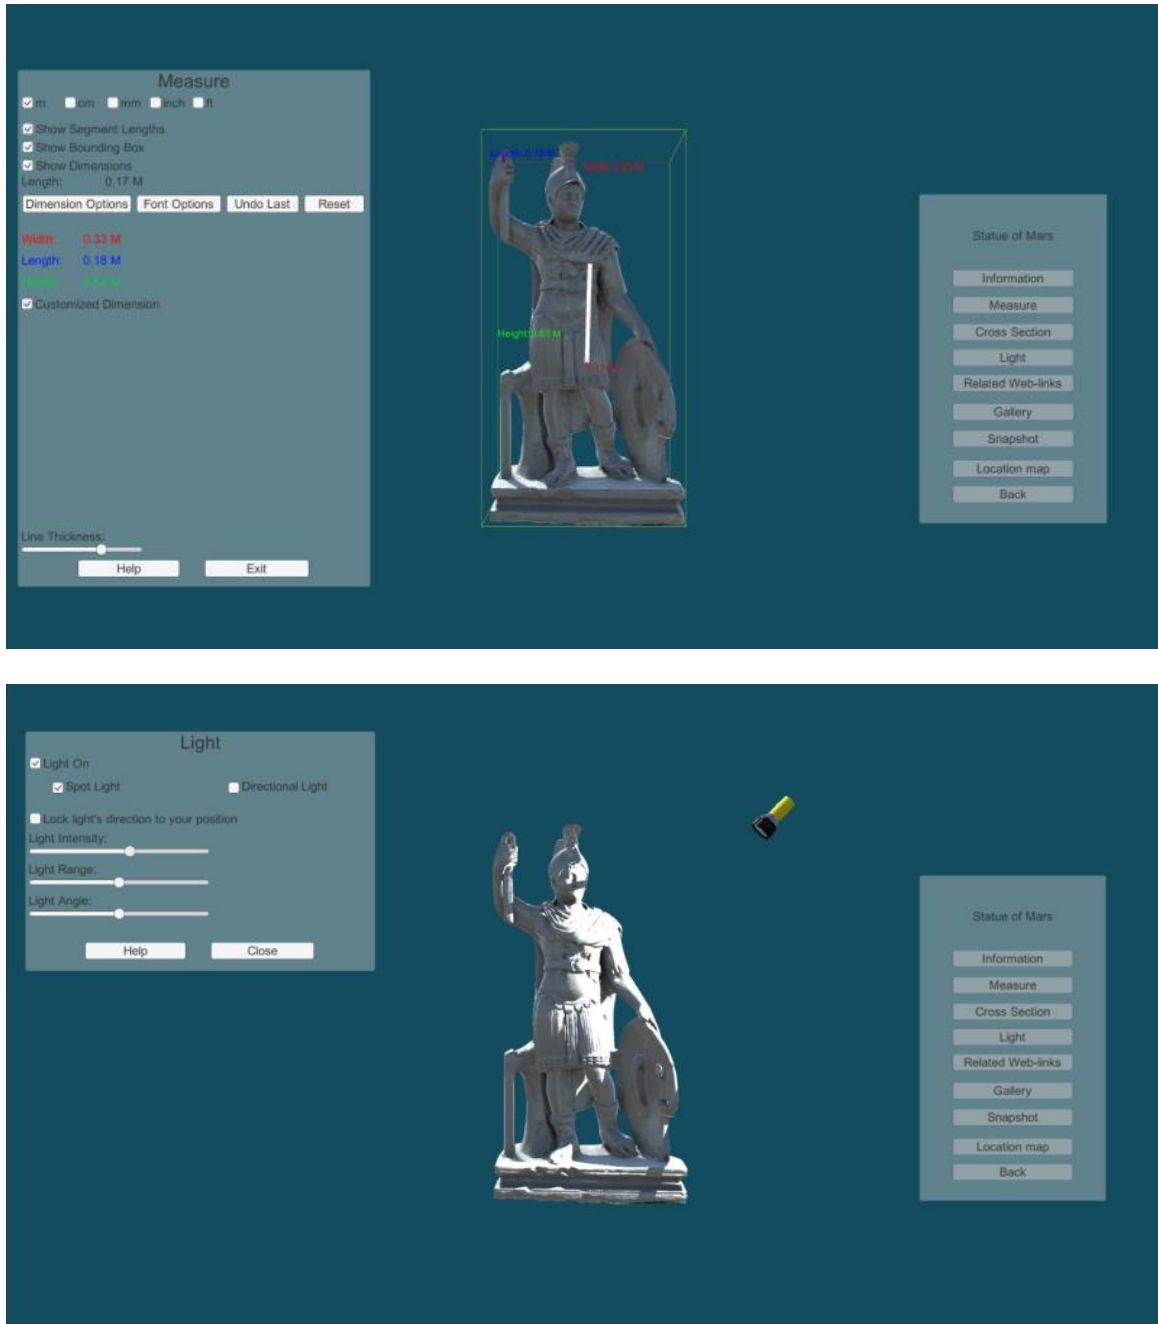 Measure
m cm mm inch ft
Show Segment Lengths
Show Bounding Box
Show Dimensions
Length: 0.17 M
Dimension Options Font Options Undo Last Reset
Width: 0.33 M
Length: 0.18 M
Customized Dimension
Line Thickness:
Help Exit
Length: 0.18 M
Height: 0.63 M
Statue of Mars
Information
Measure
Cross Section
Light
Related Web-links
Gallery
Snapshot
Location map
Back
Light
Light On
Spot Light Directional Light
Lock light's direction to your position
Light Intensity:
Light Range:
Light Angle:
Help Close
Statue of Mars
Information
Measure
Cross Section
Light
Related Web-links
Gallery
Snapshot
Location map
Back